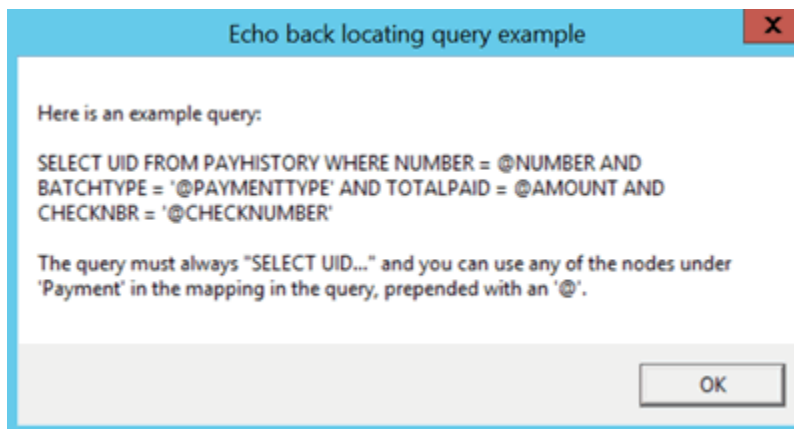 Echo back locating query example
X
Here is an example query:
SELECT UID FROM PAYHISTORY WHERE NUMBER = @NUMBER AND
BATCHTYPE = '@PAYMENTTYPE' AND TOTALPAID = @AMOUNT AND
CHECKNBR = '@CHECKNUMBER'
The query must always "SELECT UID..." and you can use any of the nodes under
'Payment' in the mapping in the query, prepended with an '@'.
OK